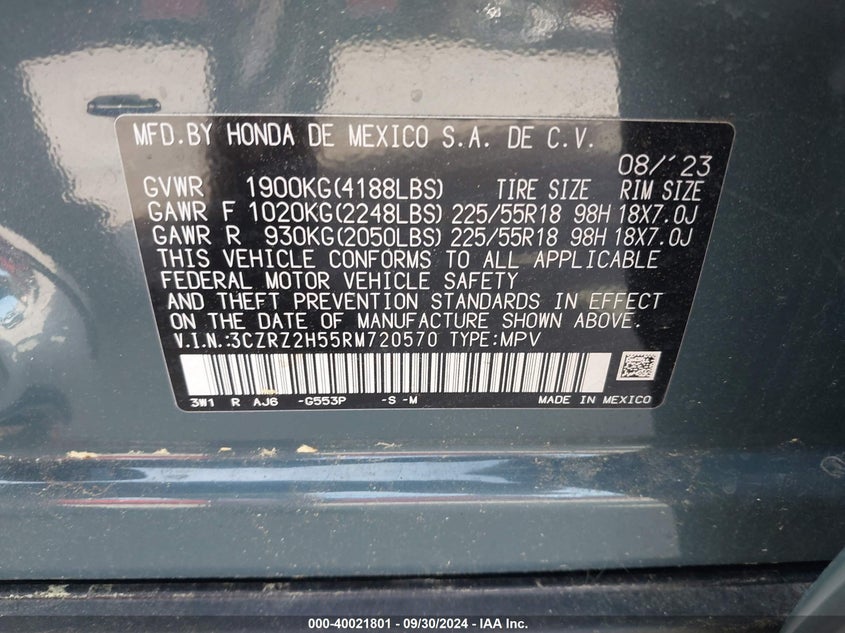 MFD.BY HONDA DE MEXICO S.A. DE C.V.
08/'23
GVWR 1900KG(4188LBS) TIRE SIZE RIM SIZE
GAWR F 1020KG(2248LBS) 225/55R18 98H 18X7.0J
GAWR R 930KG(2050LBS) 225/55R18 98H 18X7.0J
THIS VEHICLE CONFORMS TO ALL APPLICABLE
FEDERAL MOTOR VEHICLE SAFETY
AND THEFT PREVENTION STANDARDS IN EFFECT
ON THE DATE OF MANUFACTURE SHOWN ABOVE.
V.I.N.:3CZRZ2H55RM720570 TYPE:MPV
3W1 R AJ6 -G553P -S -M MADE IN MEXICO
000-40021801 - 09/30/2024 - IAA Inc.